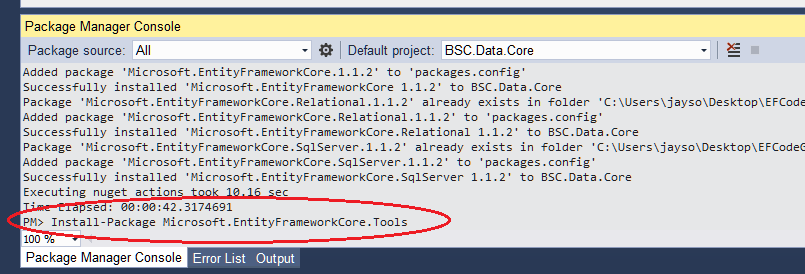 Package Manager Console
Package source: All Default project: BSC.Data.Core
Added package 'Microsoft.EntityFrameworkCore.1.1.2' to 'packages.config'
Successfully installed 'Microsoft.EntityFrameworkCore 1.1.2' to BSC.Data.Core
Package 'Microsoft.EntityFrameworkCore.Relational.1.1.2' already exists in folder 'C:\Users\jayso\Desktop\EFCodeG
Added package 'Microsoft.EntityFrameworkCore.Relational.1.1.2' to 'packages.config'
Successfully installed 'Microsoft.EntityFrameworkCore.Relational 1.1.2' to BSC.Data.Core
Package 'Microsoft.EntityFrameworkCore.SqlServer.1.1.2' already exists in folder 'C:\Users\jayso\Desktop\EFCodeG
Added package 'Microsoft.EntityFrameworkCore.SqlServer.1.1.2' to 'packages.config'
Successfully installed 'Microsoft.EntityFrameworkCore.SqlServer 1.1.2' to BSC.Data.Core
Executing nuget actions took 10.16 sec
Time Elapsed: 00:00:42.3174691
PM> Install-Package Microsoft.EntityFrameworkCore.Tools
100 %
Package Manager Console Error List Output